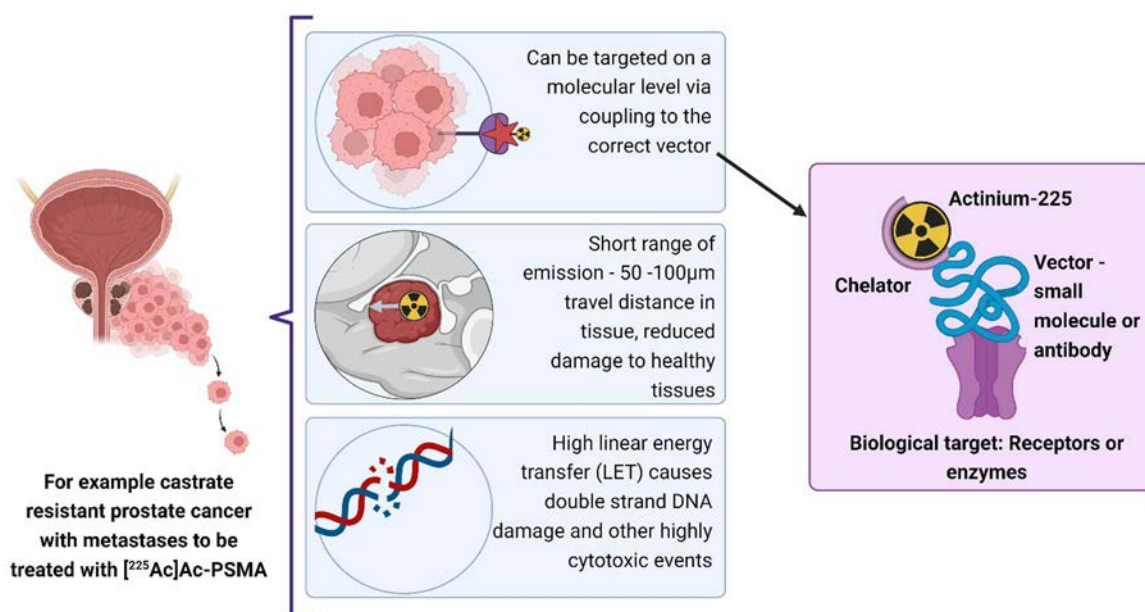 Can be targeted on a
molecular level via
coupling to the
correct vector
Short range of
emission - 50 -100µm
travel distance in
tissue, reduced
damage to healthy
tissues
High linear energy
transfer (LET) causes
double strand DNA
damage and other highly
cytotoxic events
For example castrate
resistant prostate cancer
with metastases to be
treated with [²²⁵Ac]Ac-PSMA
Actinium-225
Chelator
Vector -
small
molecule or
antibody
Biological target: Receptors or
enzymes